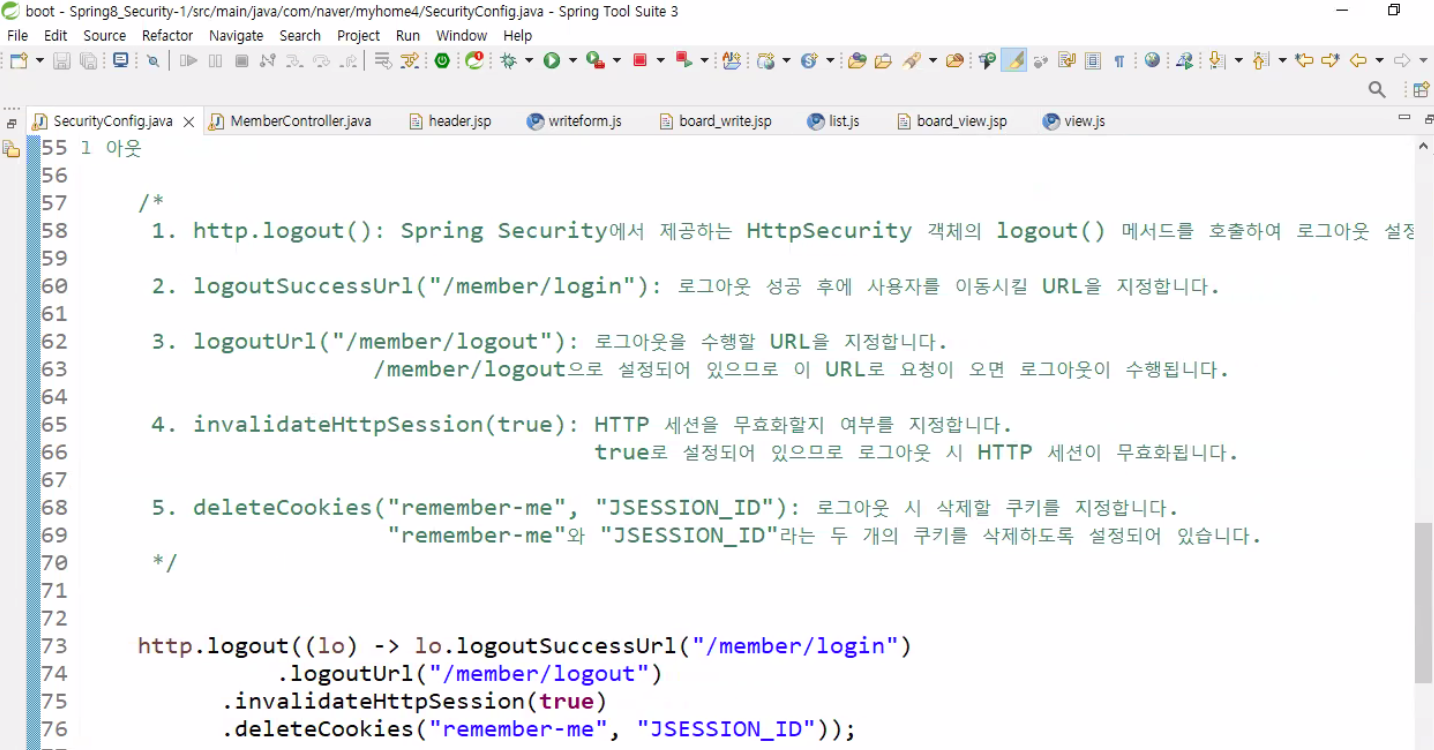 boot - Spring8_Security-1/src/main/java/com/naver/myhome4/SecurityConfig.java - Spring Tool Suite 3
File Edit Source Refactor Navigate Search Project Run Window Help
SecurityConfig.java MemberController.java header.jsp writeform.js board_write.jsp list.js board_view.jsp view.js
55 l 아웃
56
57 /*
58 1. http.logout(): Spring Security에서 제공하는 HttpSecurity 객체의 logout() 메서드를 호출하여 로그아웃 설정
59
60 2. logoutSuccessUrl("/member/login"): 로그아웃 성공 후에 사용자를 이동시킬 URL을 지정합니다.
61
62 3. logoutUrl("/member/logout"): 로그아웃을 수행할 URL을 지정합니다.
63 /member/logout으로 설정되어 있으므로 이 URL로 요청이 오면 로그아웃이 수행됩니다.
64
65 4. invalidateHttpSession(true): HTTP 세션을 무효화할지 여부를 지정합니다.
66 true로 설정되어 있으므로 로그아웃 시 HTTP 세션이 무효화됩니다.
67
68 5. deleteCookies("remember-me", "JSESSION_ID"): 로그아웃 시 삭제할 쿠키를 지정합니다.
69 "remember-me"와 "JSESSION_ID"라는 두 개의 쿠키를 삭제하도록 설정되어 있습니다.
70 */
71
72
73 http.logout((lo) -> lo.logoutSuccessUrl("/member/login")
74 .logoutUrl("/member/logout")
75 .invalidateHttpSession(true)
76 .deleteCookies("remember-me", "JSESSION_ID"));